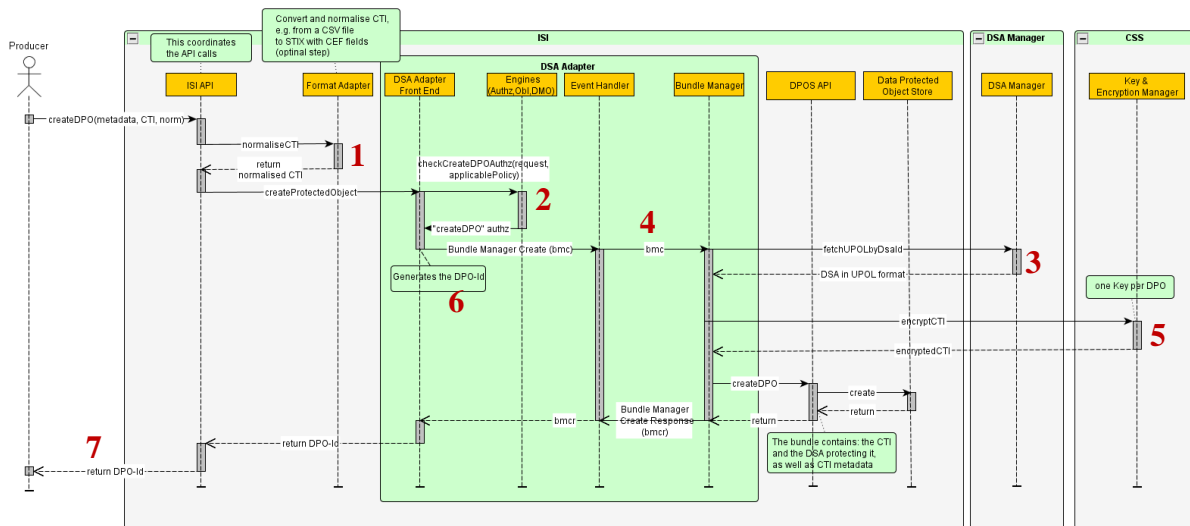 Convert and normalise CTI,
e.g. from a CSV file
to STIX with CEF fields
(optinal step)
This coordinates
the API calls
Producer
ISI
DSA Manager
CSS
DSA Adapter
ISI API
Format Adapter
DSA Adapter
Front End
Engines
(Authz,Obl,DMO)
Event Handler
Bundle Manager
DPOS API
Data Protected
Object Store
DSA Manager
Key &
Encryption Manager
createDPO(metadata, CTI, norm)
normaliseCTI
1
return
normalised CTI
checkCreateDPOAuthz(request,
applicablePolicy)
createProtectedObject
2
"createDPO" authz
4
Bundle Manager Create (bmc)
bmc
fetchUPOLbyDsaId
3
DSA in UPOL format
Generates the DPO-Id
6
one Key per DPO
encryptCTI
5
encryptedCTI
createDPO
create
return
Bundle Manager
Create Response
(bmcr)
bmcr
return
The bundle contains: the CTI
and the DSA protecting it,
as well as CTI metadata
return DPO-Id
7
return DPO-Id